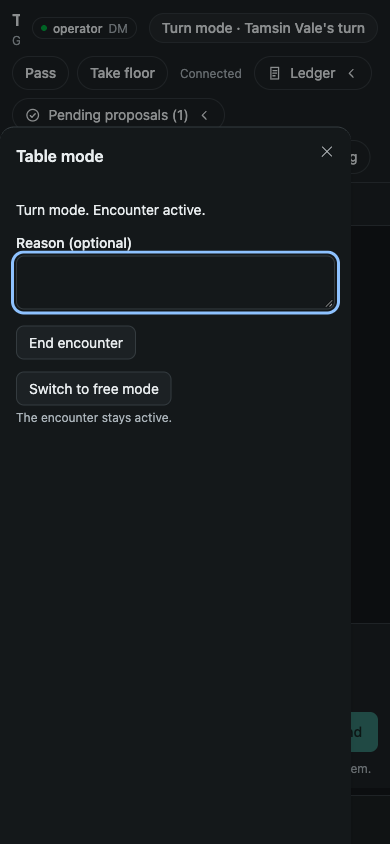 T
G
operator DM
Turn mode · Tamsin Vale's turn
Pass
Take floor
Connected
Ledger
Pending proposals (1)
g
Table mode
Turn mode. Encounter active.
Reason (optional)
End encounter
Switch to free mode
The encounter stays active.
em.